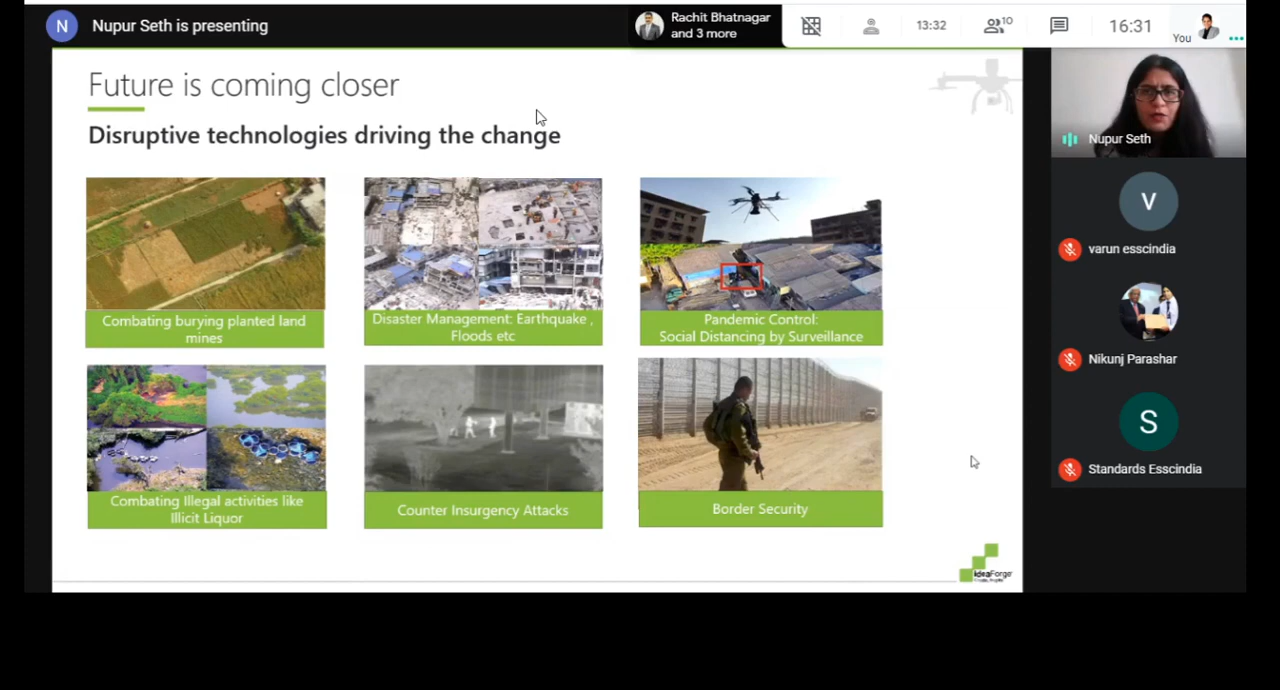 N
Nupur Seth is presenting
Rachit Bhatnagar
and 3 more
13:32
10
16:31
You
Future is coming closer
Disruptive technologies driving the change
Nupur Seth
V
varun esscindia
Nikunj Parashar
S
Standards Esscindia
Combating burying planted land
mines
Disaster Management: Earthquake ,
Floods etc
Pandemic Control:
Social Distancing by Surveillance
Combating Illegal activities like
Illicit Liquor
Counter Insurgency Attacks
Border Security
ideaForge